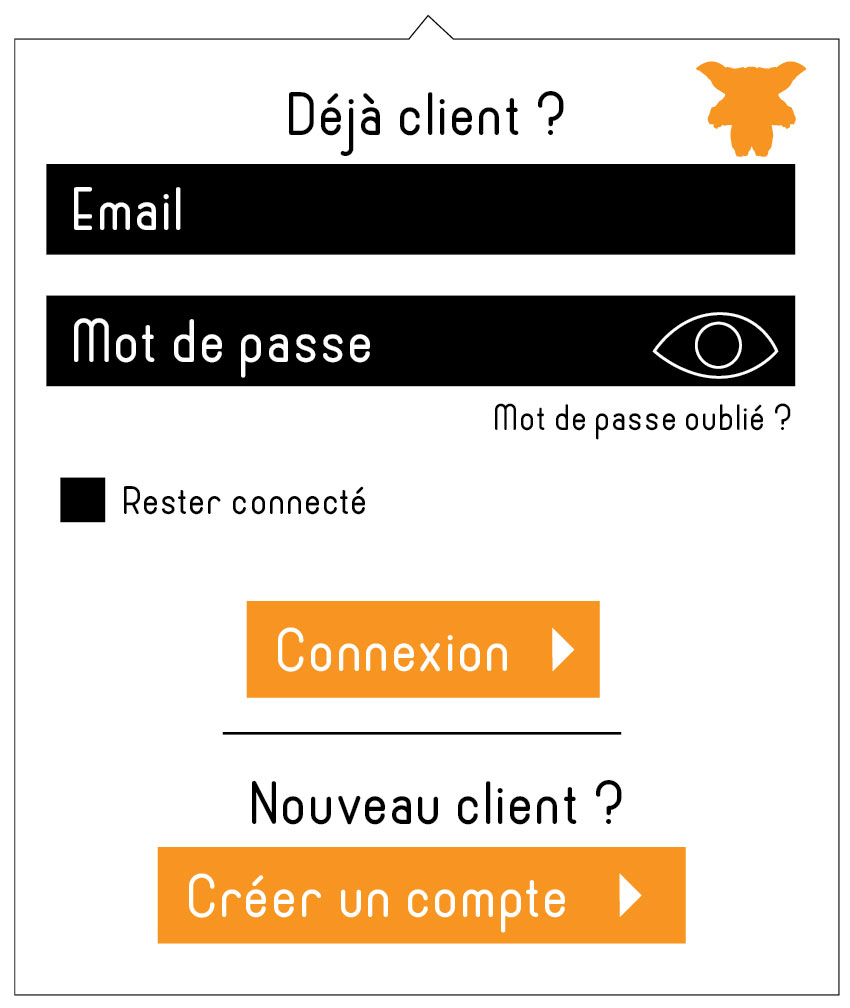 Déjà client ?
Email
Mot de passe
Mot de passe oublié ?
Rester connecté
Connexion
Nouveau client ?
Créer un compte